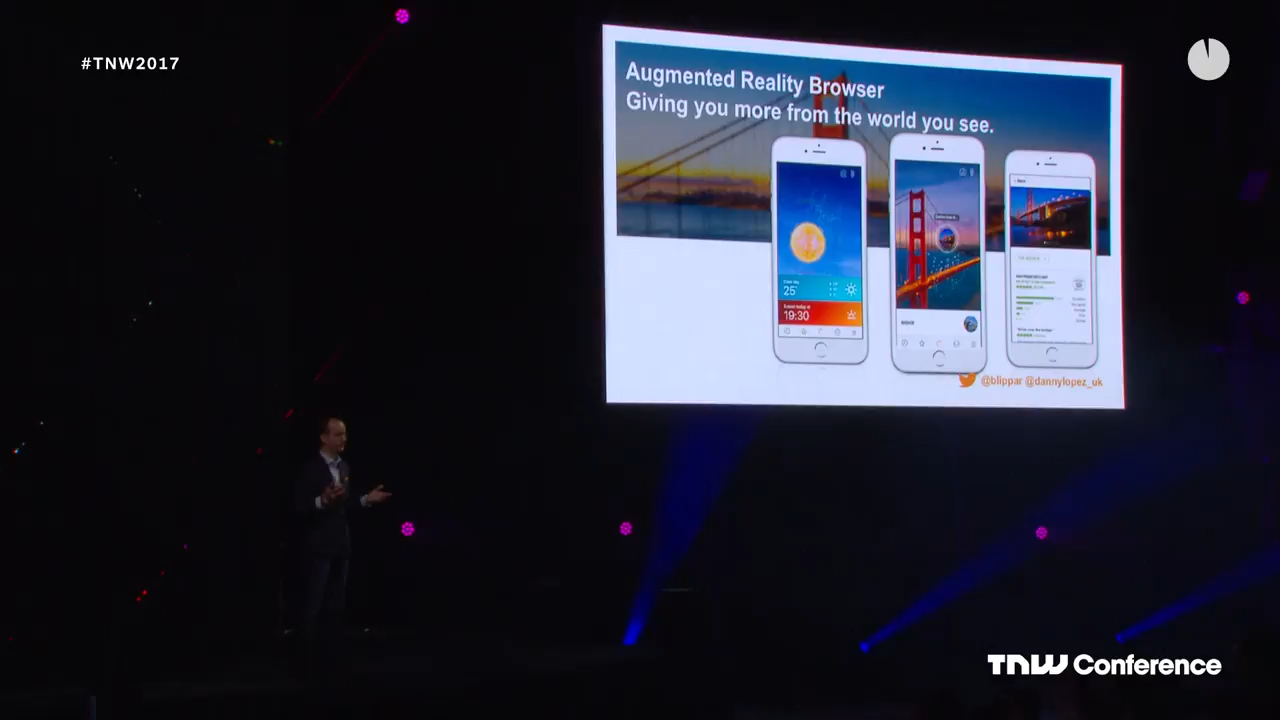 #TNW2017
Augmented Reality Browser
Giving you more from the world you see.
25°
19:30
@blippar @dannylopez_uk
TNW Conference